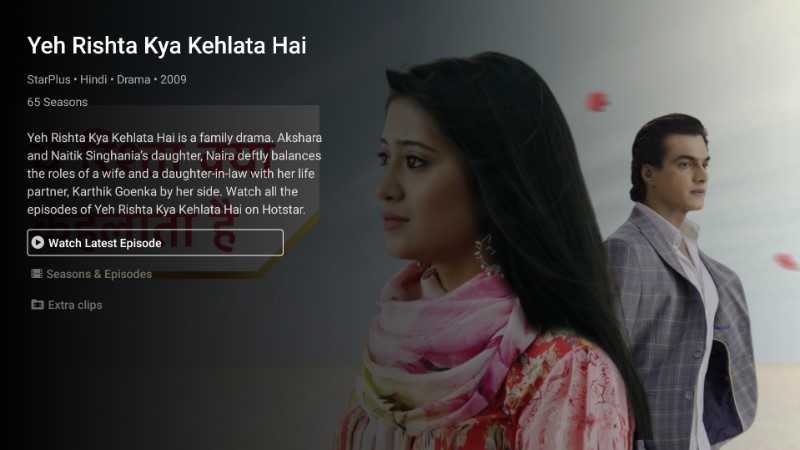 Yeh Rishta Kya Kehlata Hai
StarPlus • Hindi • Drama • 2009
65 Seasons
Yeh Rishta Kya Kehlata Hai is a family drama. Akshara
and Naitik Singhania's daughter, Naira deftly balances
the roles of a wife and a daughter-in-law with her life
partner, Karthik Goenka by her side. Watch all the
episodes of Yeh Rishta Kya Kehlata Hai on Hotstar.
Watch Latest Episode
Seasons & Episodes
Extra clips